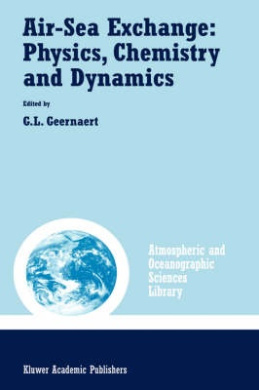 Air-Sea Exchange:
Physics, Chemistry
and Dynamics
Edited by
G.L. Geernaert
Atmospheric and
Oceanographic
Sciences
Library
Kluwer Academic Publishers